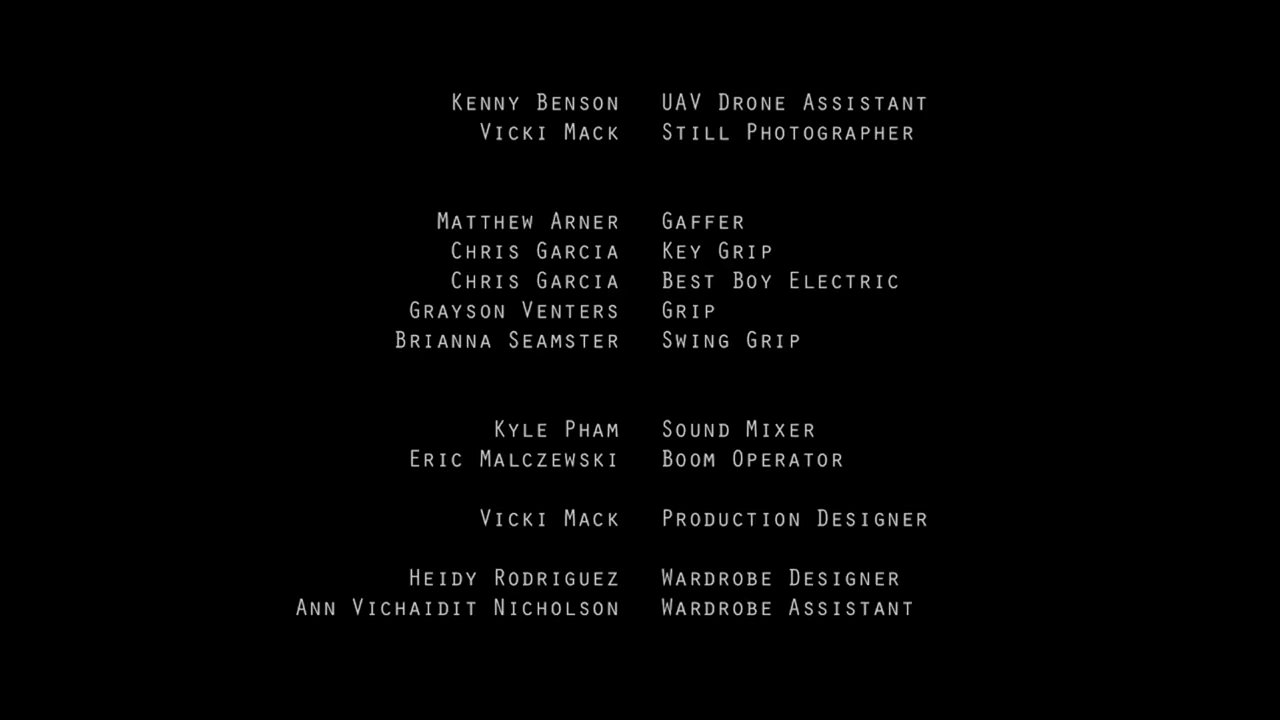 Kenny Benson UAV Drone Assistant
Vicki Mack Still Photographer
Matthew Arner Gaffer
Chris Garcia Key Grip
Chris Garcia Best Boy Electric
Grayson Venters Grip
Brianna Seamster Swing Grip
Kyle Pham Sound Mixer
Eric Malczewski Boom Operator
Vicki Mack Production Designer
Heidy Rodriguez Wardrobe Designer
Ann Vichaidit Nicholson Wardrobe Assistant